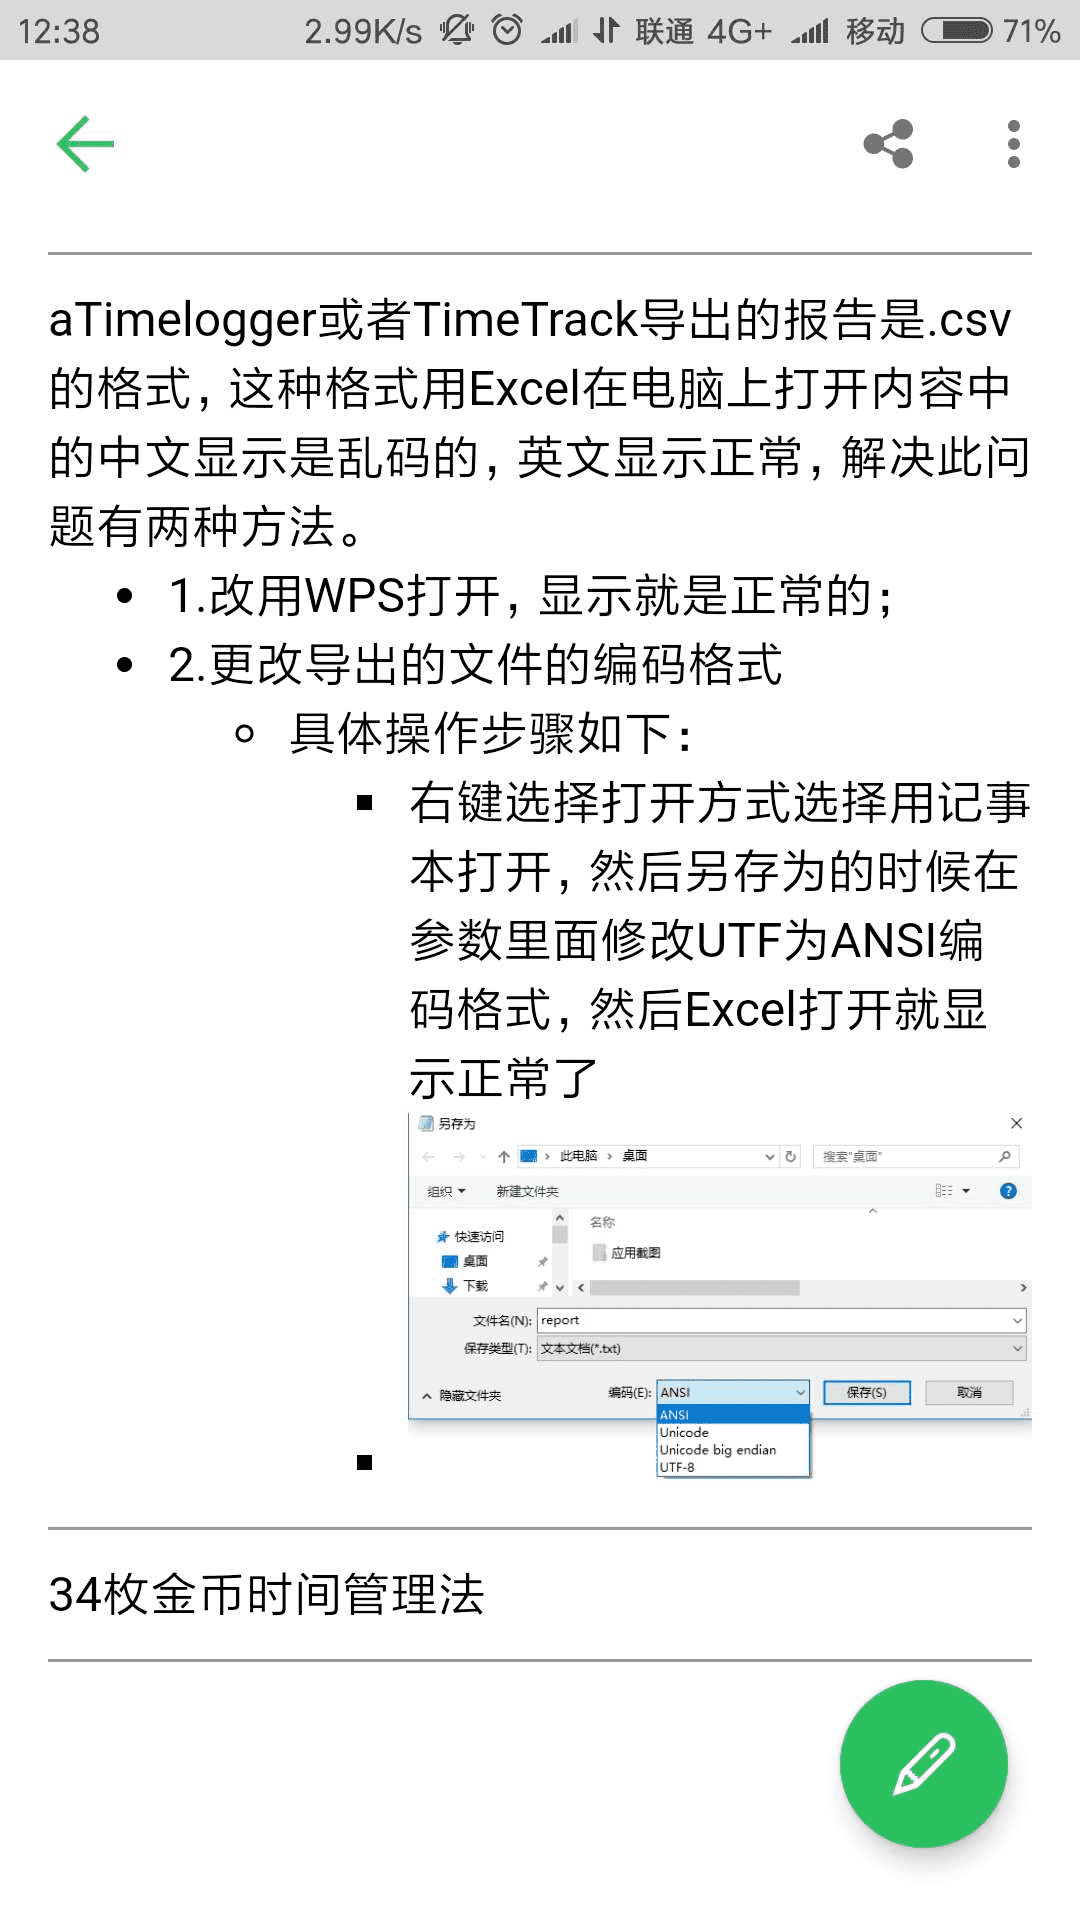 12:38 2.99K/s 联通 4G+ 移动 71%
aTimelogger或者TimeTrack导出的报告是.csv
的格式，这种格式用Excel在电脑上打开内容中
的中文显示是乱码的，英文显示正常，解决此问
题有两种方法。
1.改用WPS打开，显示就是正常的；
2.更改导出的文件的编码格式
具体操作步骤如下：
右键选择打开方式选择用记事
本打开，然后另存为的时候在
参数里面修改UTF为ANSI编
码格式，然后Excel打开就显
示正常了
另存为
此电脑 › 桌面 搜索"桌面"
组织 新建文件夹
名称
快速访问
应用截图
桌面
下载
文件名(N): report
保存类型(T): 文本文档(*.txt)
隐藏文件夹 编码(E): ANSI 保存(S) 取消
ANSI
Unicode
Unicode big endian
UTF-8
34枚金币时间管理法